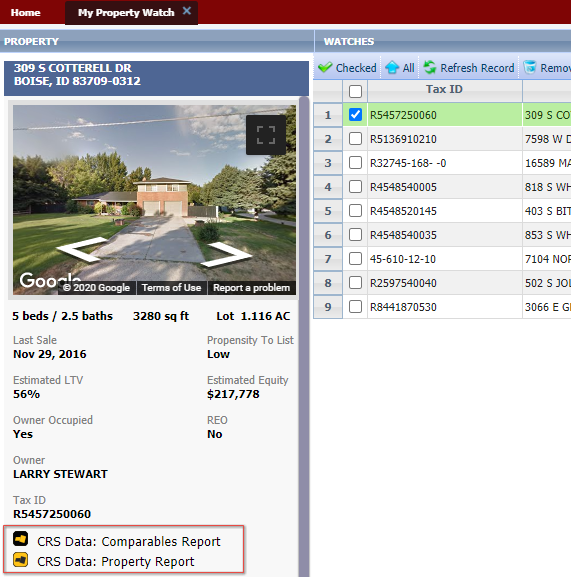 Home My Property Watch
PROPERTY
309 S COTTERELL DR
BOISE, ID 83709-0312
Google
© 2020 Google Terms of Use Report a problem
5 beds / 2.5 baths 3280 sq ft Lot 1.116 AC
Last Sale Propensity To List
Nov 29, 2016 Low
Estimated LTV Estimated Equity
56% $217,778
Owner Occupied REO
Yes No
Owner
LARRY STEWART
Tax ID
R5457250060
CRS Data: Comparables Report
CRS Data: Property Report
WATCHES
Checked All Refresh Record Remov
Tax ID
1 R5457250060 309 S CO
2 R5136910210 7598 W D
3 R32745-168- -0 16589 MA
4 R4548540005 818 S WH
5 R4548520145 403 S BIT
6 R4548540035 853 S WH
7 45-610-12-10 7104 NOR
8 R2597540040 502 S JOL
9 R8441870530 3066 E G